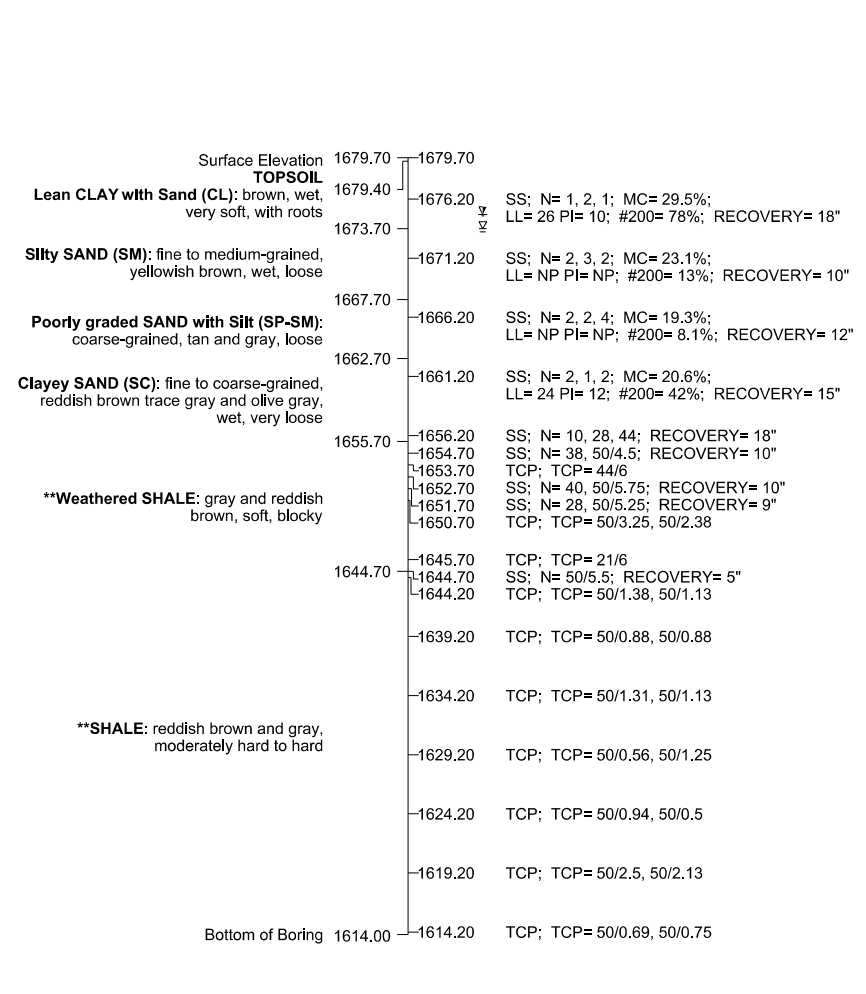 Surface Elevation 1679.70 1679.70
TOPSOIL
1679.40
Lean CLAY with Sand (CL): brown, wet,
very soft, with roots
1676.20 SS; N= 1, 2, 1; MC= 29.5%;
LL= 26 PI= 10; #200= 78%; RECOVERY= 18"
1673.70
Silty SAND (SM): fine to medium-grained,
yellowish brown, wet, loose
1671.20 SS; N= 2, 3, 2; MC= 23.1%;
LL= NP PI= NP; #200= 13%; RECOVERY= 10"
1667.70
Poorly graded SAND with Silt (SP-SM):
coarse-grained, tan and gray, loose
1666.20 SS; N= 2, 2, 4; MC= 19.3%;
LL= NP PI= NP; #200= 8.1%; RECOVERY= 12"
1662.70
Clayey SAND (SC): fine to coarse-grained,
reddish brown trace gray and olive gray,
wet, very loose
1661.20 SS; N= 2, 1, 2; MC= 20.6%;
LL= 24 PI= 12; #200= 42%; RECOVERY= 15"
1655.70
1656.20 SS; N= 10, 28, 44; RECOVERY= 18"
1654.70 SS; N= 38, 50/4.5; RECOVERY= 10"
1653.70 TCP; TCP= 44/6
1652.70 SS; N= 40, 50/5.75; RECOVERY= 10"
1651.70 SS; N= 28, 50/5.25; RECOVERY= 9"
1650.70 TCP; TCP= 50/3.25, 50/2.38
**Weathered SHALE: gray and reddish
brown, soft, blocky
1645.70 TCP; TCP= 21/6
1644.70
1644.70 SS; N= 50/5.5; RECOVERY= 5"
1644.20 TCP; TCP= 50/1.38, 50/1.13
1639.20 TCP; TCP= 50/0.88, 50/0.88
1634.20 TCP; TCP= 50/1.31, 50/1.13
**SHALE: reddish brown and gray,
moderately hard to hard
1629.20 TCP; TCP= 50/0.56, 50/1.25
1624.20 TCP; TCP= 50/0.94, 50/0.5
1619.20 TCP; TCP= 50/2.5, 50/2.13
Bottom of Boring 1614.00 1614.20 TCP; TCP= 50/0.69, 50/0.75